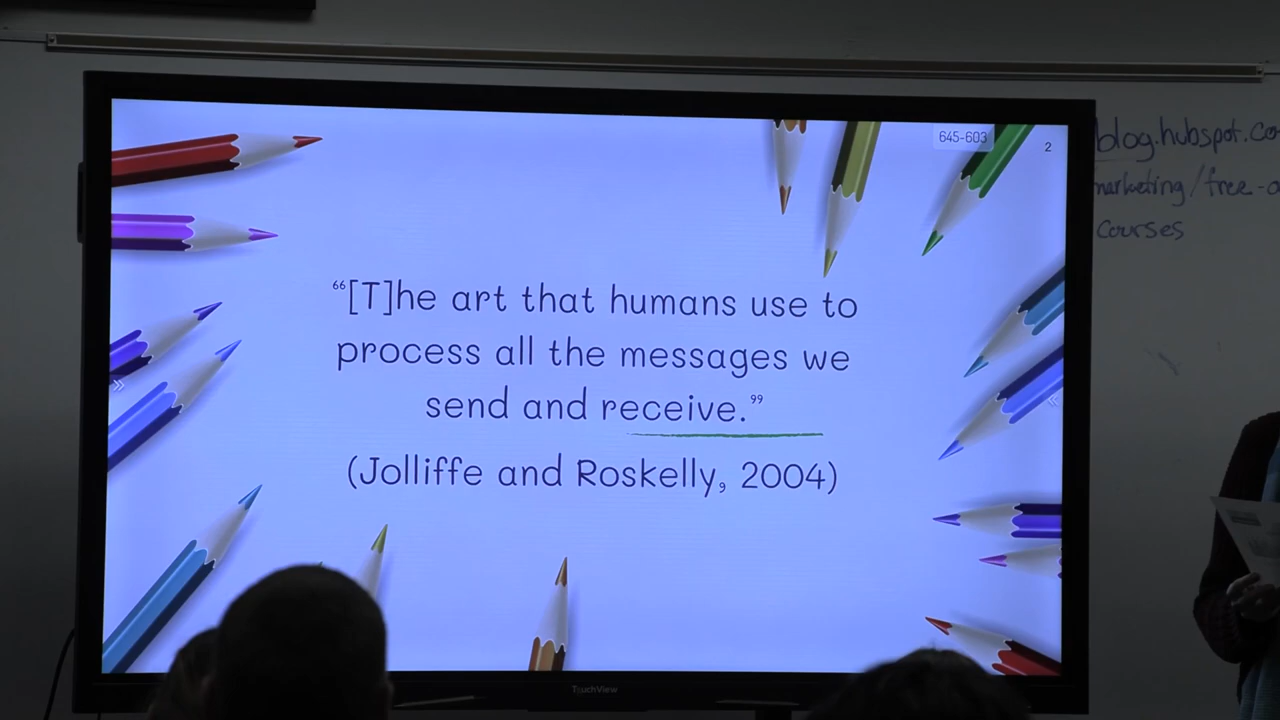 645-603
2
“[T]he art that humans use to
process all the messages we
send and receive.”
(Jolliffe and Roskelly, 2004)
TouchView
blog.hubspot.co
marketing/free-
courses